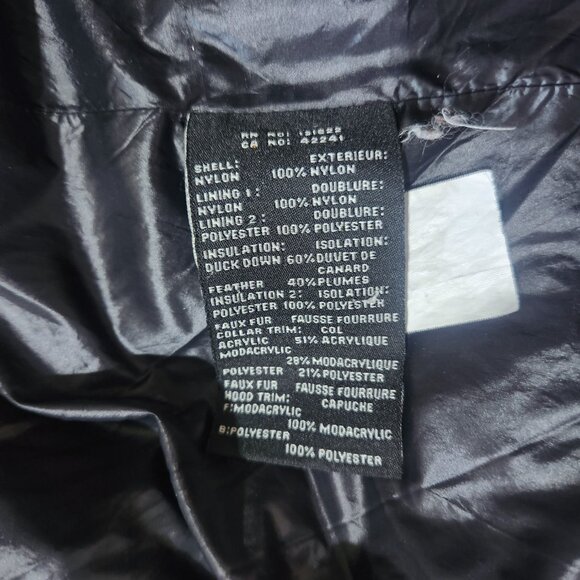 CA NO: 42241
SHELL: EXTERIEUR:
NYLON 100% NYLON
LINING 1: DOUBLURE:
NYLON 100% NYLON
LINING 2: DOUBLURE:
POLYESTER 100% POLYESTER
INSULATION: ISOLATION:
DUCK DOWN 60% DUVET DE
CANARD
FEATHER 40% PLUMES
INSULATION 2: ISOLATION:
POLYESTER 100% POLYESTER
FAUX FUR FAUSSE FOURRURE
COLLAR TRIM: COL
ACRYLIC 51% ACRYLIQUE
MODACRYLIC
28% MODACRYLIQUE
POLYESTER 21% POLYESTER
FAUX FUR FAUSSE FOURRURE
HOOD TRIM: CAPUCHE
F:MODACRYLIC
100% MODACRYLIC
B:POLYESTER
100% POLYESTER